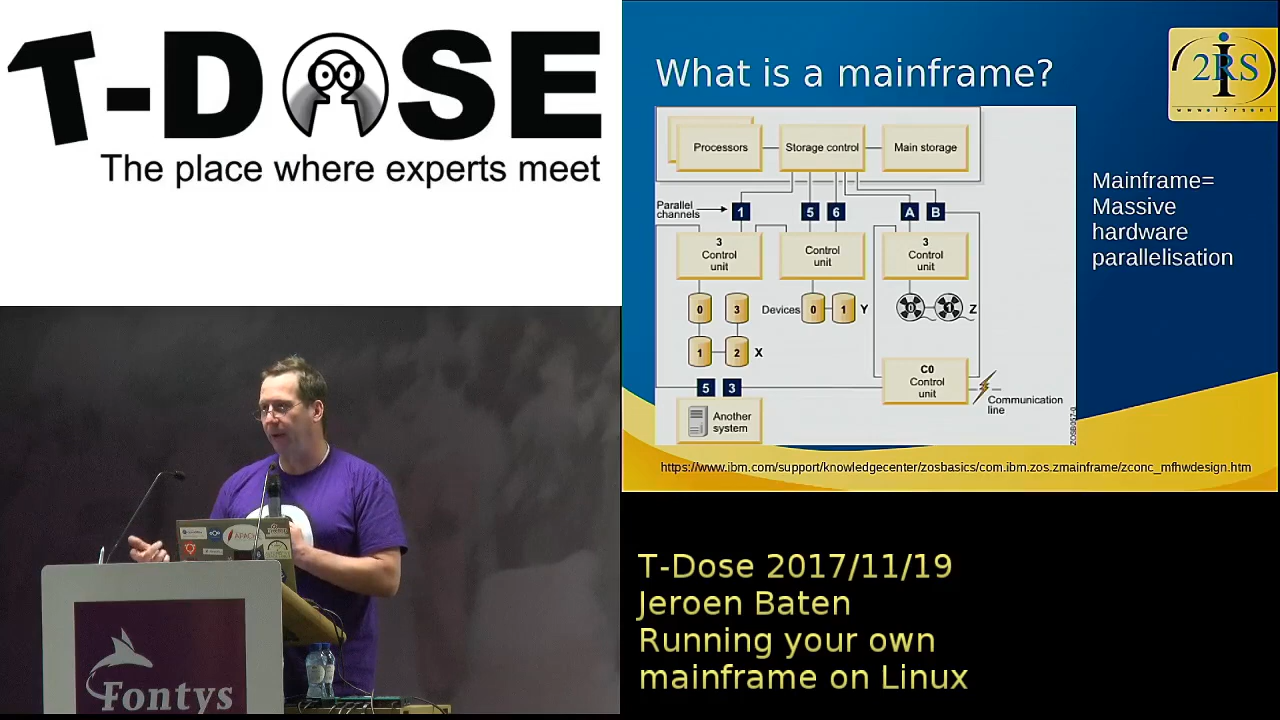 T-DOSE
The place where experts meet
What is a mainframe?
i
2RS
Processors
Storage control
Main storage
Parallel
channels
1
5
6
A
B
3
Control
unit
Control
unit
3
Control
unit
0
3
Devices
0
1
Y
0
1
Z
1
2
X
C0
Control
unit
5
3
Communication
line
Another
system
Mainframe=
Massive
hardware
parallelisation
https://www.ibm.com/support/knowledgecenter/zosbasics/com.ibm.zos.zmainframe/zconc_mfhwdesign.htm
APACHE
Fontys
T-Dose 2017/11/19
Jeroen Baten
Running your own
mainframe on Linux